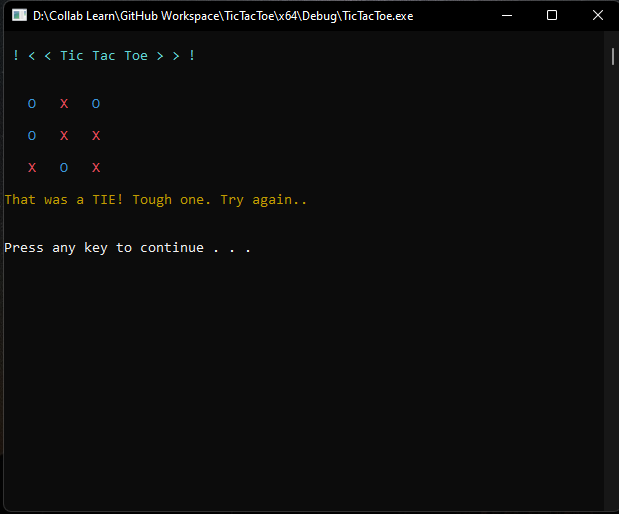 D:\Collab Learn\GitHub Workspace\TicTacToe\x64\Debug\TicTacToe.exe
! < < Tic Tac Toe > > !
O X O
O X X
X O X
That was a TIE! Tough one. Try again..
Press any key to continue . . .